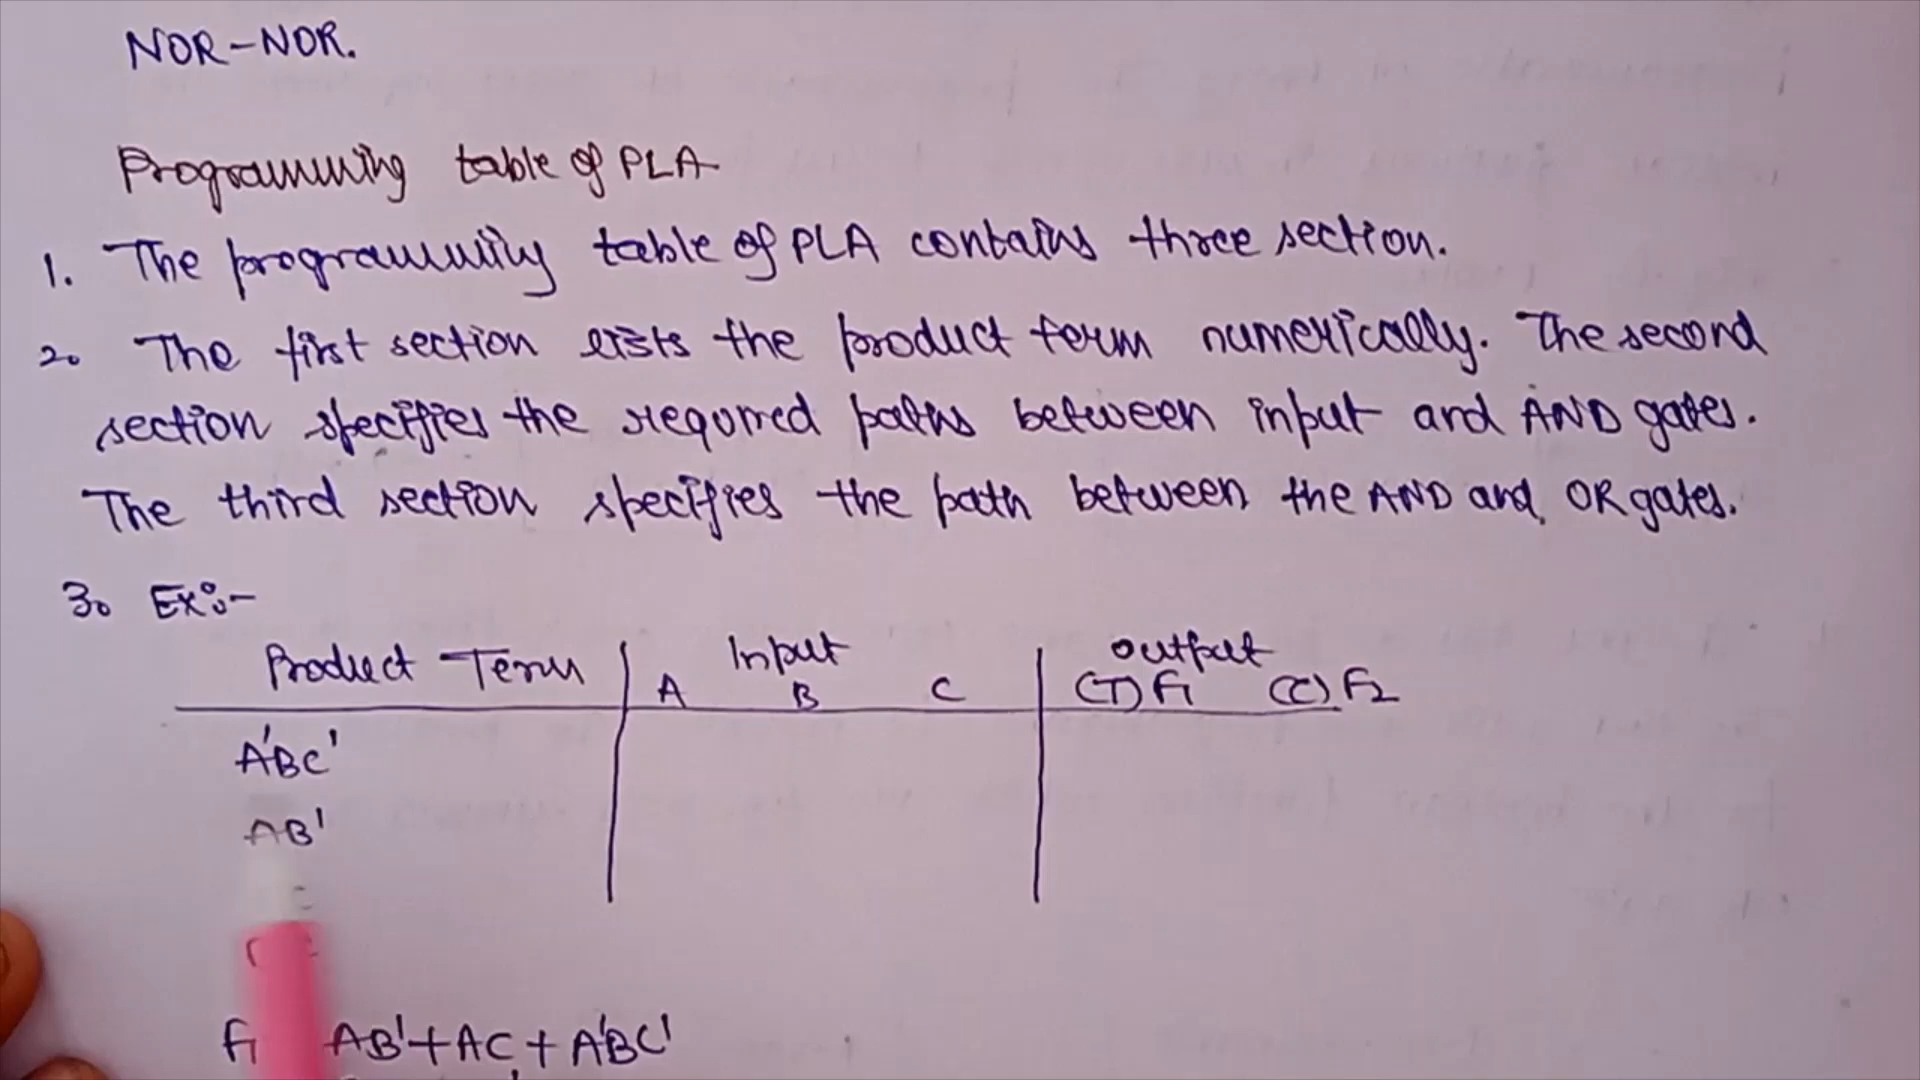 NOR-NOR.
Programming table of PLA
1. The programming table of PLA contains three section.
2. The first section lists the product term numerically. The second
section specifies the required paths between input and AND gates.
The third section specifies the path between the AND and OR gates.
3. Ex:-
Product Term Input Output
A B C (T) F1 (C) F2
A'BC'
AB'
F1 AB'+AC+A'BC'